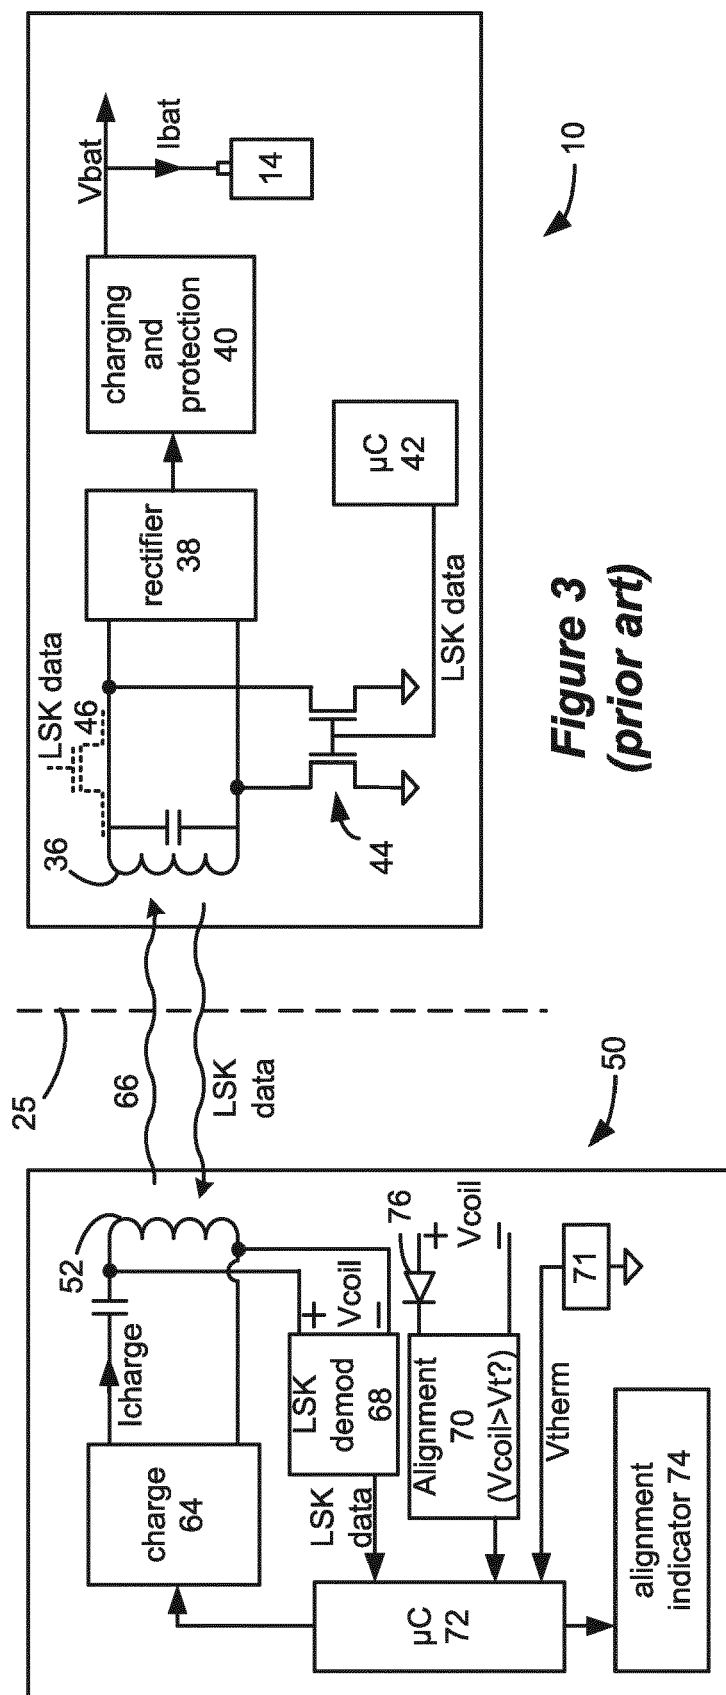 25
50
52
Icharge
charge
64
66
LSK
data
+
Vcoil
−
LSK
demod
68
LSK
data
76
+
Vcoil
−
Alignment
70
(Vcoil>Vt?)
Vtherm
71
µC
72
alignment
indicator 74
36
LSK data
46
rectifier
38
charging
and
protection
40
Vbat
Ibat
14
44
LSK data
µC
42
10
Figure 3
(prior art)